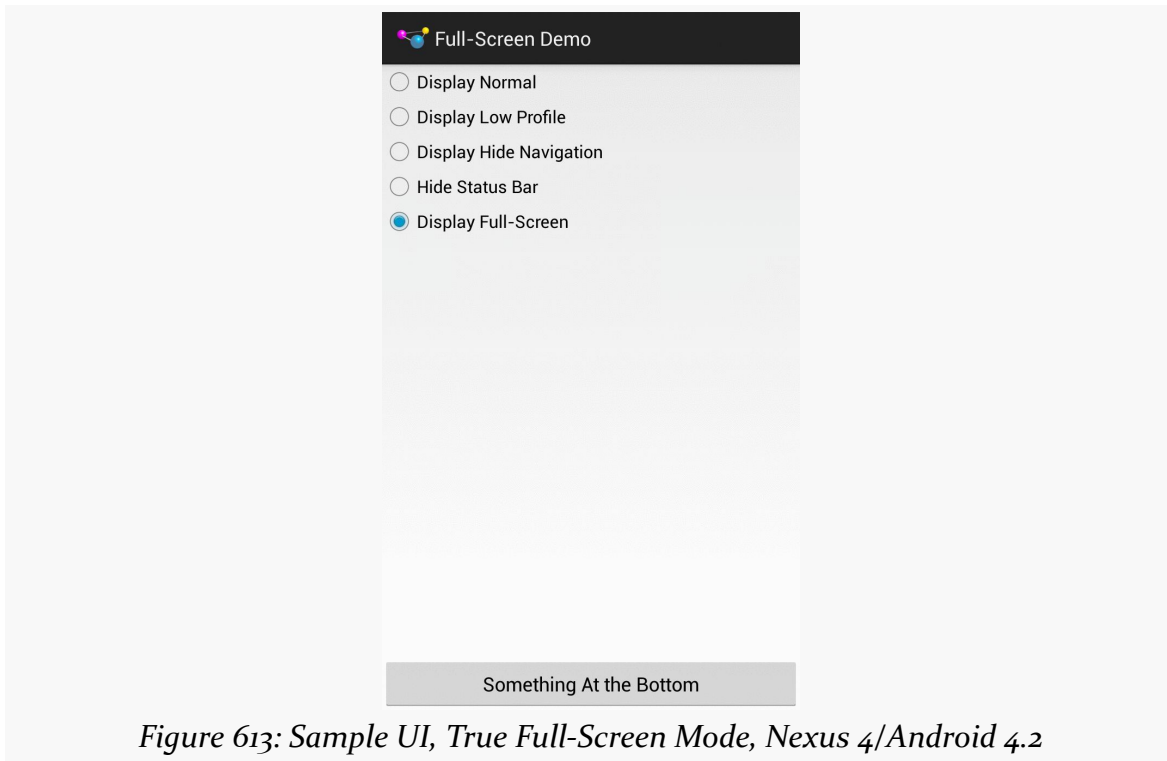 Full-Screen Demo
Display Normal
Display Low Profile
Display Hide Navigation
Hide Status Bar
Display Full-Screen
Something At the Bottom
Figure 613: Sample UI, True Full-Screen Mode, Nexus 4/Android 4.2